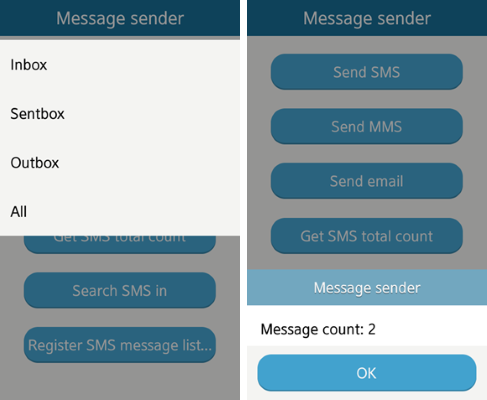 Message sender
Inbox
Sentbox
Outbox
All
Get SMS total count
Search SMS in
Register SMS message list...
Message sender
Send SMS
Send MMS
Send email
Get SMS total count
Message sender
Message count: 2
OK